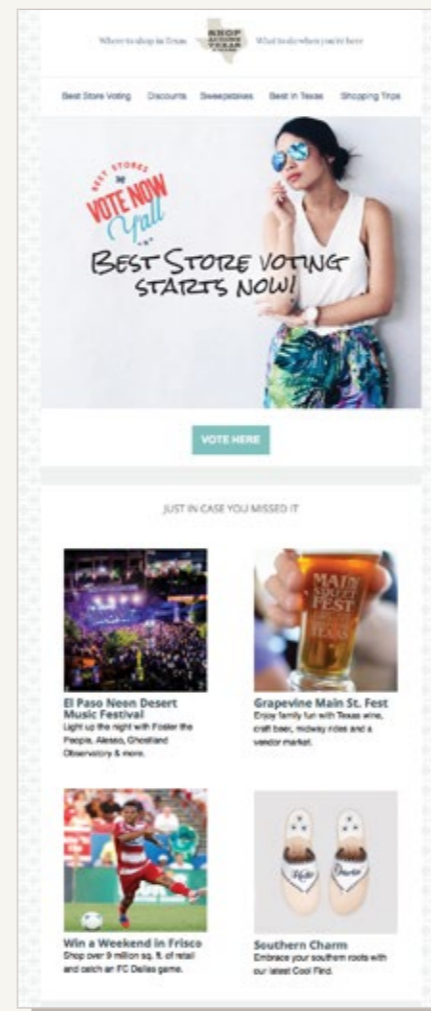 Where to shop in Texas
SHOP
ACROSS
TEXAS
What to do when you're here
Best Store Voting Discounts Sweepstakes Best in Texas Shopping Trips
BEST STORES
VOTE NOW
Y'all
BEST STORE VOTING
STARTS NOW!
VOTE HERE
JUST IN CASE YOU MISSED IT
MAIN
STREET
FEST
TEXAS
El Paso Neon Desert
Music Festival
Light up the night with Foster the
People, Alesso, Ghostland
Observatory & more.
Grapevine Main St. Fest
Enjoy family fun with Texas wine,
craft beer, midway rides and a
vendor market.
Win a Weekend in Frisco
Shop over 9 million sq. ft. of retail
and catch an FC Dallas game.
Southern Charm
Embrace your southern roots with
our latest Cool Find.